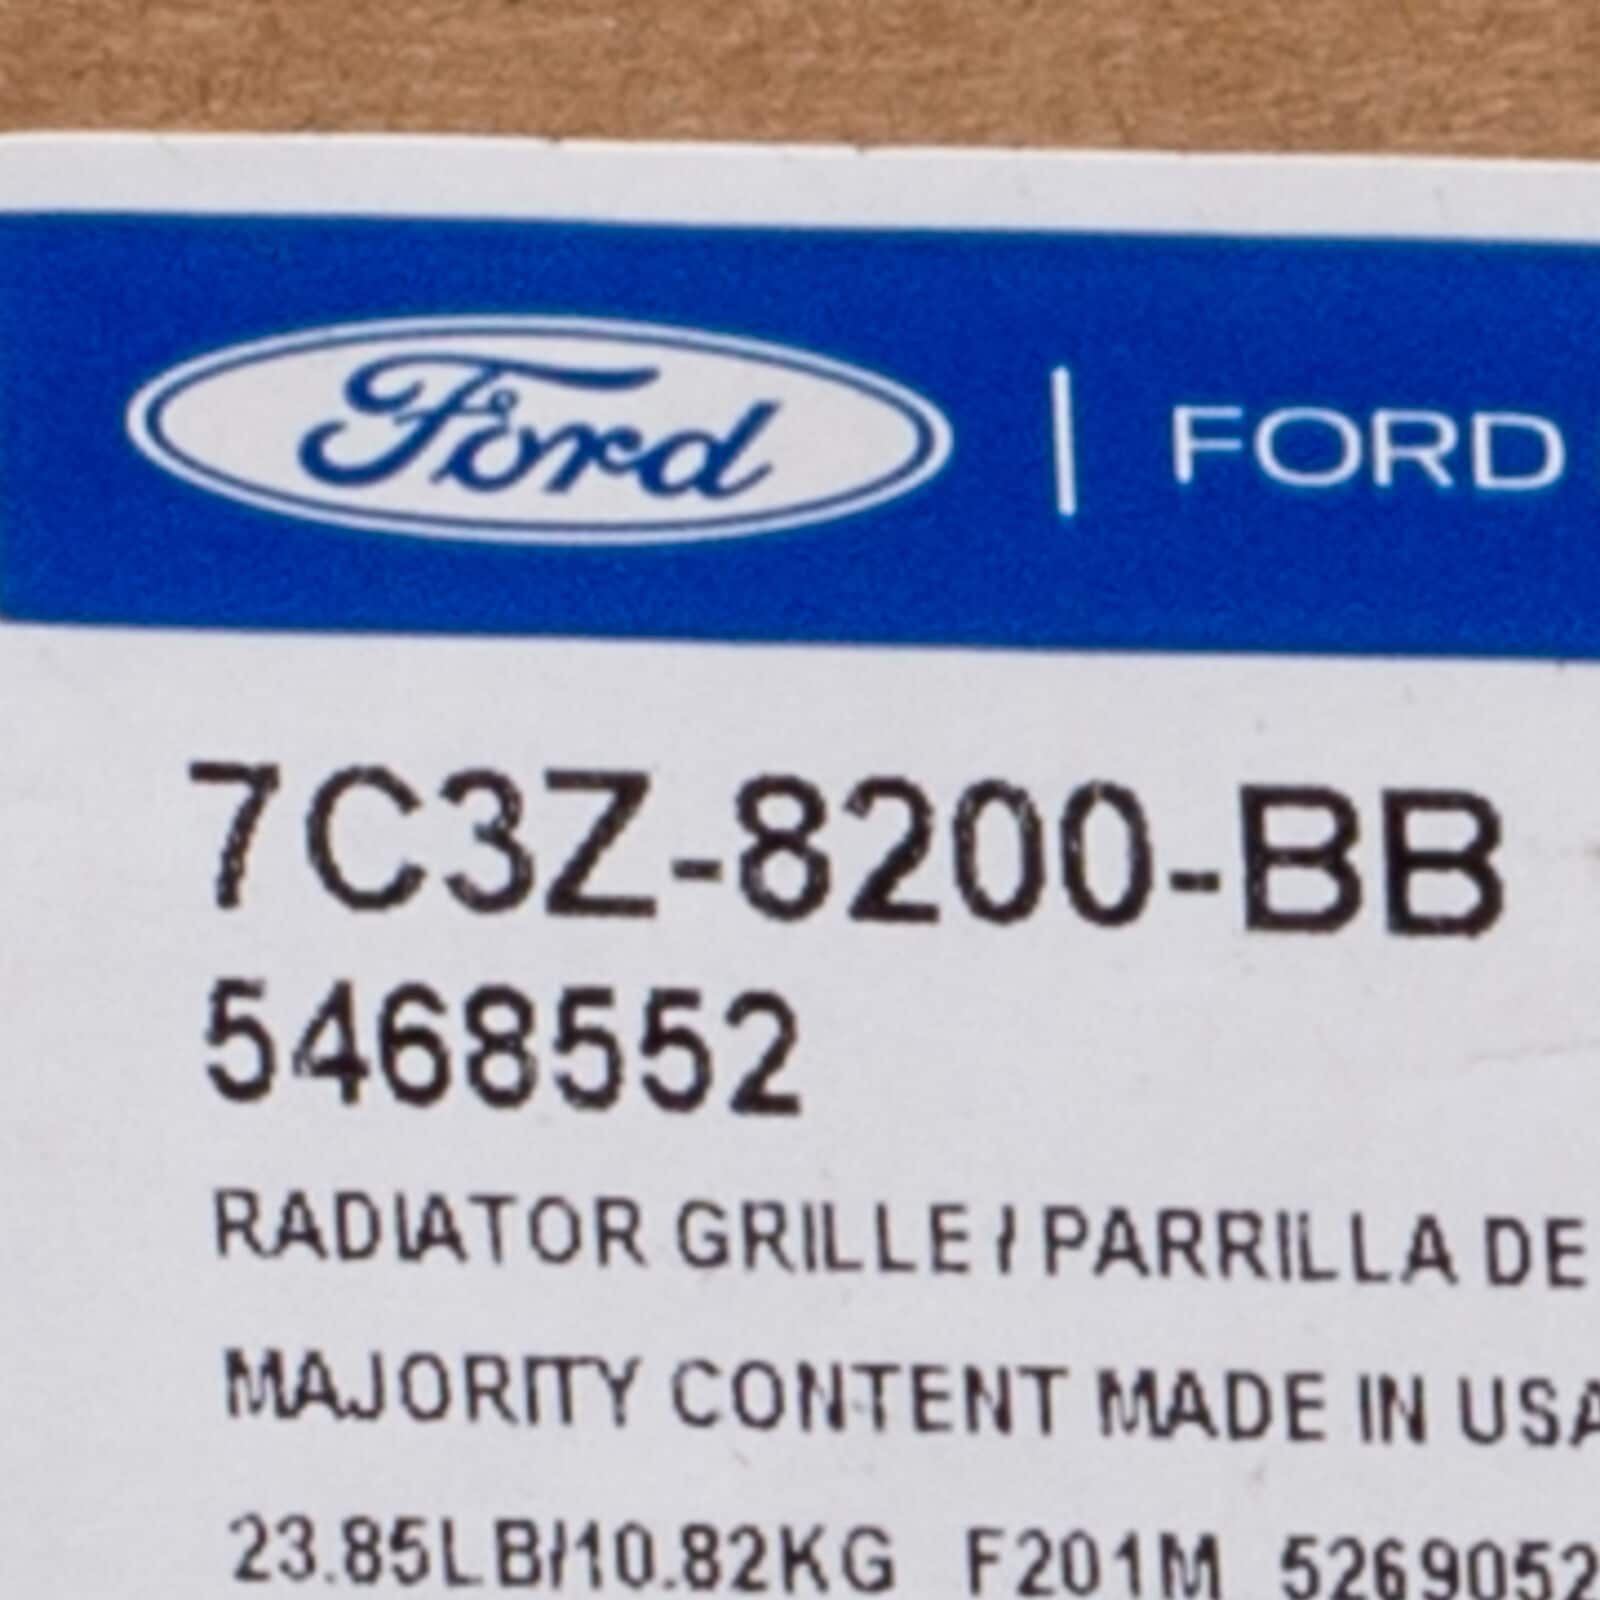 Ford | FORD
7C3Z-8200-BB
5468552
RADIATOR GRILLE / PARRILLA DE
MAJORITY CONTENT MADE IN USA
23.85LB/10.82KG F201M 5269052